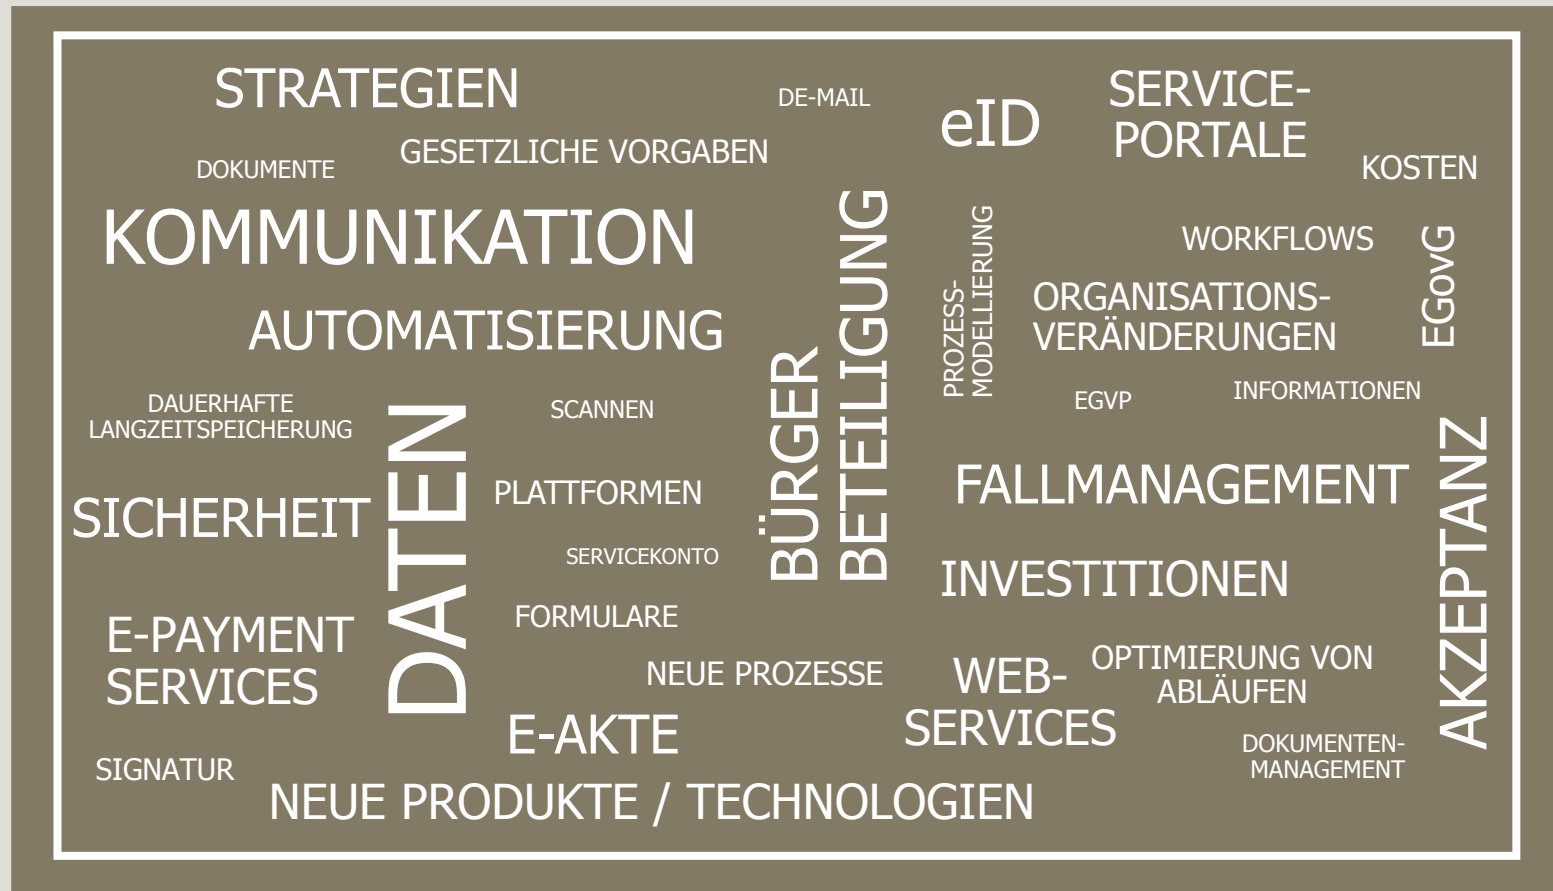 STRATEGIEN
DE-MAIL
eID
SERVICE-
PORTALE
GESETZLICHE VORGABEN
DOKUMENTE
KOSTEN
KOMMUNIKATION
BÜRGER
BETEILIGUNG
PROZESS-
MODELLIERUNG
WORKFLOWS
EGovG
AUTOMATISIERUNG
ORGANISATIONS-
VERÄNDERUNGEN
DAUERHAFTE
LANGZEITSPEICHERUNG
DATEN
SCANNEN
EGVP
INFORMATIONEN
SICHERHEIT
PLATTFORMEN
FALLMANAGEMENT
AKZEPTANZ
SERVICEKONTO
INVESTITIONEN
E-PAYMENT
SERVICES
FORMULARE
NEUE PROZESSE
WEB-
SERVICES
OPTIMIERUNG VON
ABLÄUFEN
E-AKTE
DOKUMENTEN-
MANAGEMENT
SIGNATUR
NEUE PRODUKTE / TECHNOLOGIEN